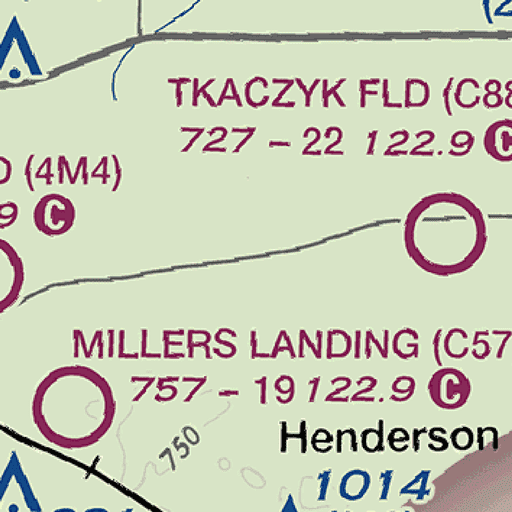 TKACZYK FLD (C88
727 - 22 122.9 C
(4M4)
9 C
MILLERS LANDING (C57
757 - 19 122.9 C
Henderson
750
1014